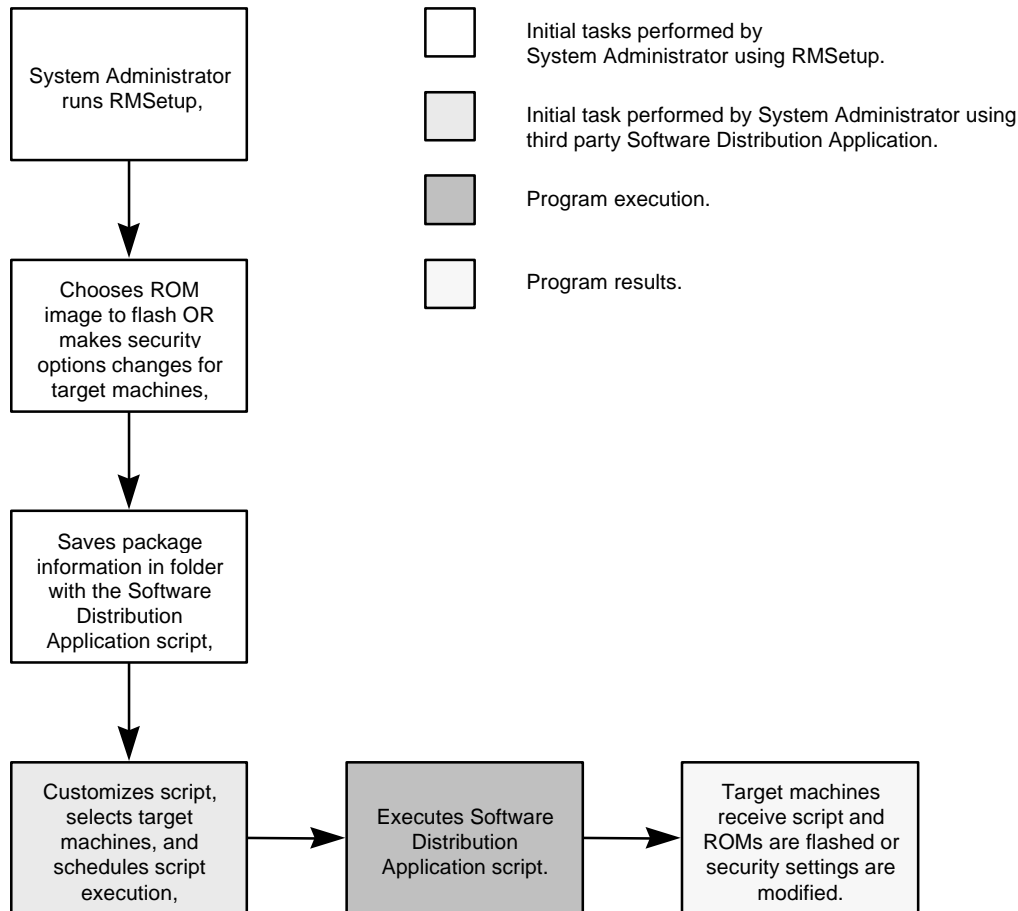 System Administrator
runs RMSetup,
Initial tasks performed by
System Administrator using RMSetup.
Initial task performed by System Administrator using
third party Software Distribution Application.
Program execution.
Program results.
Chooses ROM
image to flash OR
makes security
options changes for
target machines,
Saves package
information in folder
with the Software
Distribution
Application script,
Customizes script,
selects target
machines, and
schedules script
execution,
Executes Software
Distribution
Application script.
Target machines
receive script and
ROMs are flashed or
security settings are
modified.